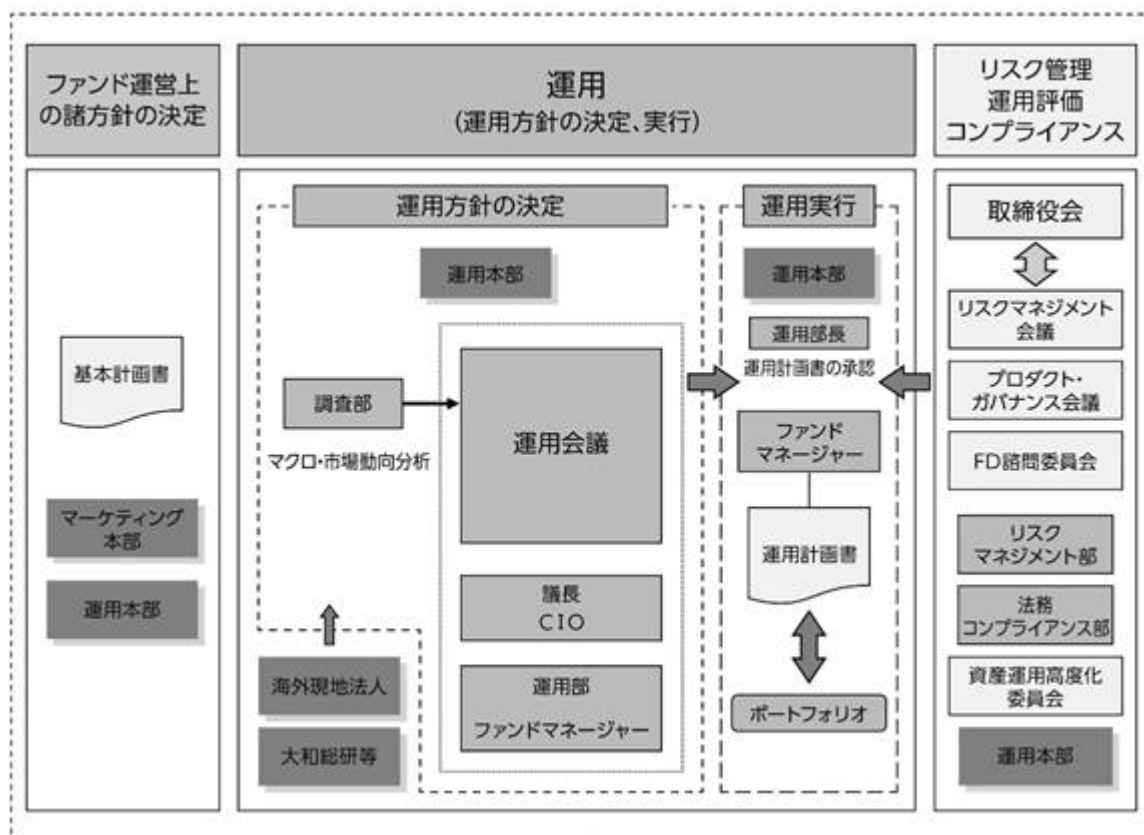 ファンド運営上
の諸方針の決定
運用
(運用方針の決定、実行)
リスク管理
運用評価
コンプライアンス
基本計画書
マーケティング
本部
運用本部
運用方針の決定
運用本部
調査部
マクロ・市場動向分析
運用会議
議長
CIO
運用部
ファンドマネージャー
海外現地法人
大和総研等
運用実行
運用本部
運用部長
運用計画書の承認
ファンド
マネージャー
運用計画書
ポートフォリオ
取締役会
リスクマネジメント
会議
プロダクト・
ガバナンス会議
FD諮問委員会
リスク
マネジメント部
法務
コンプライアンス部
資産運用高度化
委員会
運用本部